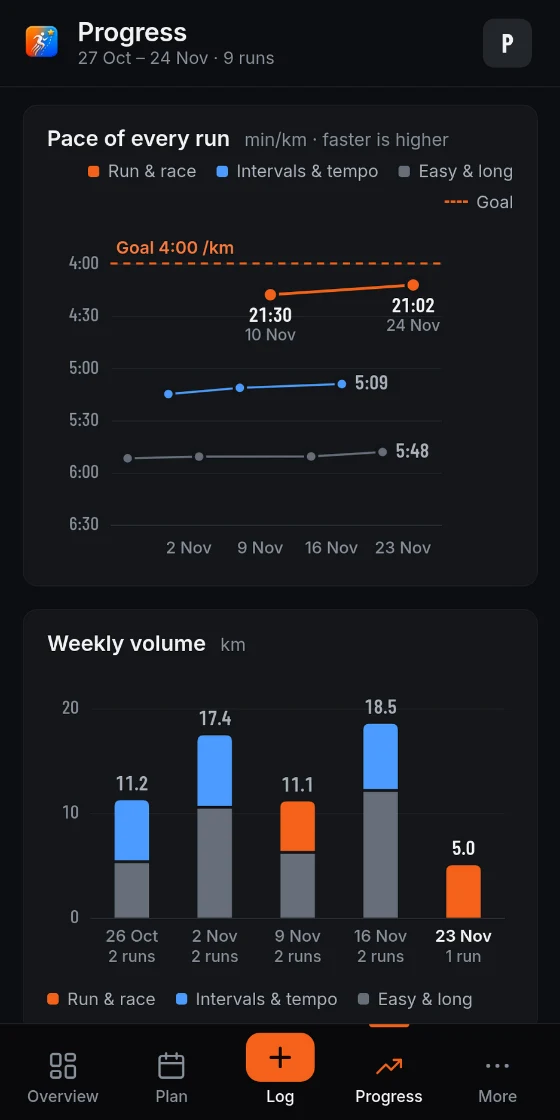 Progress
27 Oct – 24 Nov · 9 runs
P
Pace of every run min/km · faster is higher
Run & race Intervals & tempo Easy & long
Goal
Goal 4:00 /km
4:00
4:30
21:30
10 Nov
21:02
24 Nov
5:00
5:09
5:30
5:48
6:00
6:30
2 Nov 9 Nov 16 Nov 23 Nov
Weekly volume km
20
10
0
11.2
17.4
11.1
18.5
5.0
26 Oct 2 Nov 9 Nov 16 Nov 23 Nov
2 runs 2 runs 2 runs 2 runs 1 run
Run & race Intervals & tempo Easy & long
Overview Plan Log Progress More